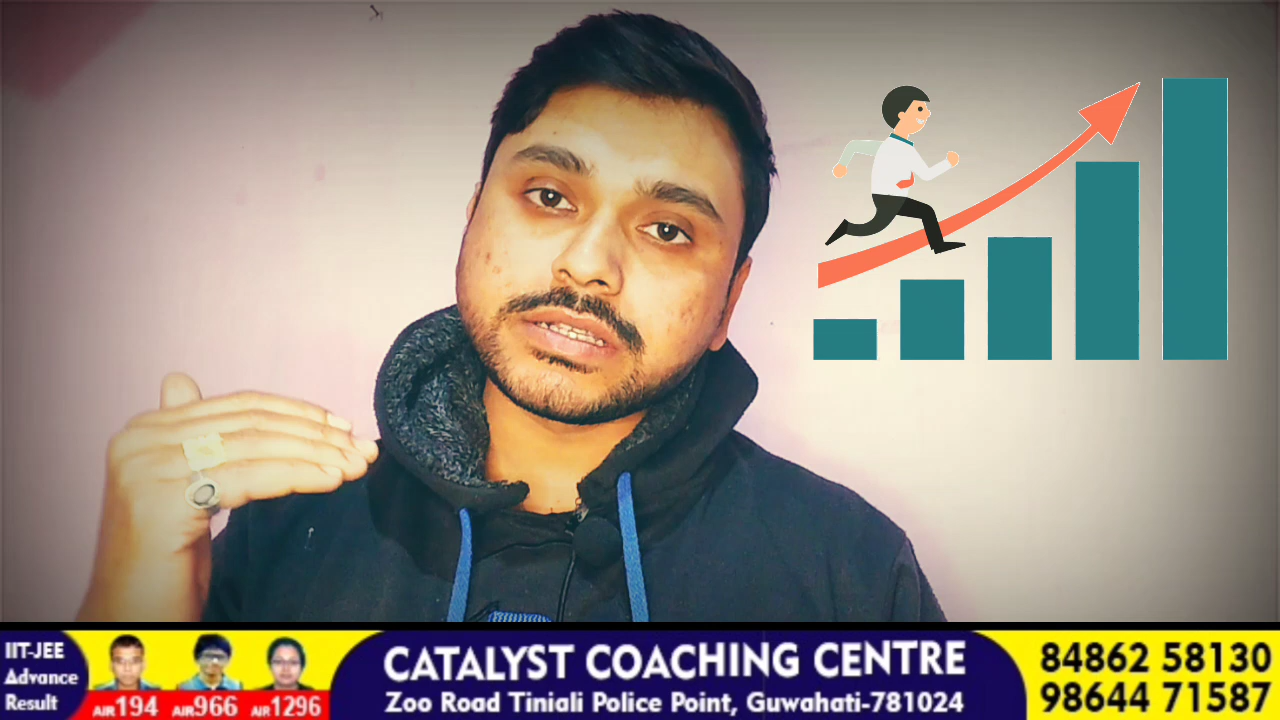 IIT-JEE
Advance
Result
AIR194 AIR966 AIR1296
CATALYST COACHING CENTRE
Zoo Road Tiniali Police Point, Guwahati-781024
84862 58130
98644 71587